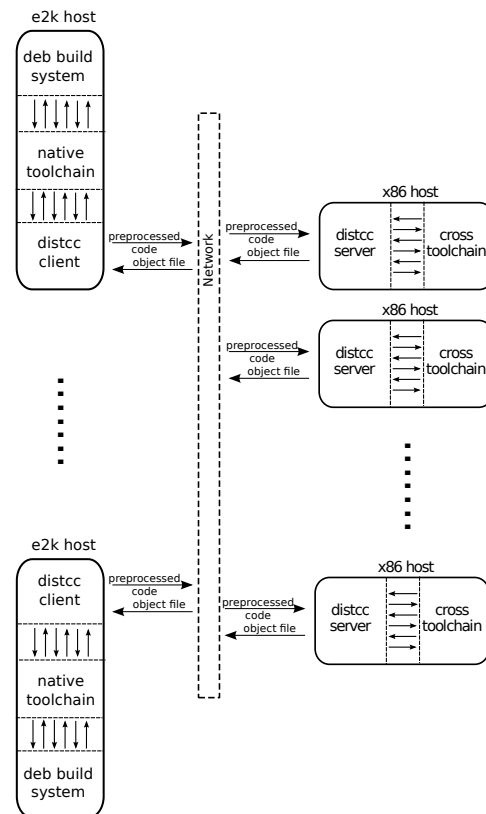 e2k host
deb build
system
native
toolchain
distcc
client
preprocessed
code
object file
Network
x86 host
preprocessed
code
object file
distcc
server
cross
toolchain
x86 host
preprocessed
code
object file
distcc
server
cross
toolchain
e2k host
distcc
client
native
toolchain
deb build
system
preprocessed
code
object file
x86 host
preprocessed
code
object file
distcc
server
cross
toolchain